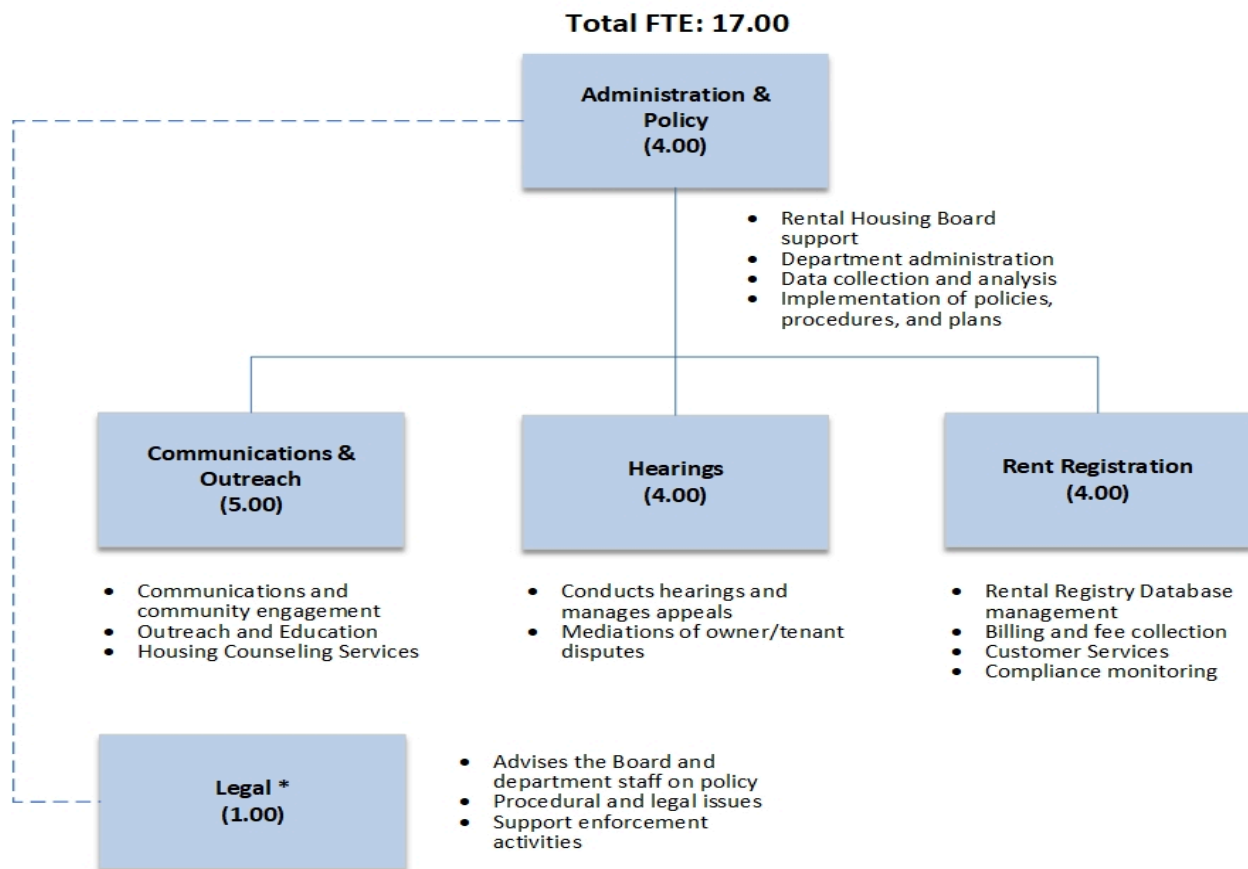 Total FTE: 17.00
Administration &
Policy
(4.00)
• Rental Housing Board
support
• Department administration
• Data collection and analysis
• Implementation of policies,
procedures, and plans
Communications &
Outreach
(5.00)
• Communications and
community engagement
• Outreach and Education
• Housing Counseling Services
Hearings
(4.00)
• Conducts hearings and
manages appeals
• Mediations of owner/tenant
disputes
Rent Registration
(4.00)
• Rental Registry Database
management
• Billing and fee collection
• Customer Services
• Compliance monitoring
Legal *
(1.00)
• Advises the Board and
department staff on policy
• Procedural and legal issues
• Support enforcement
activities